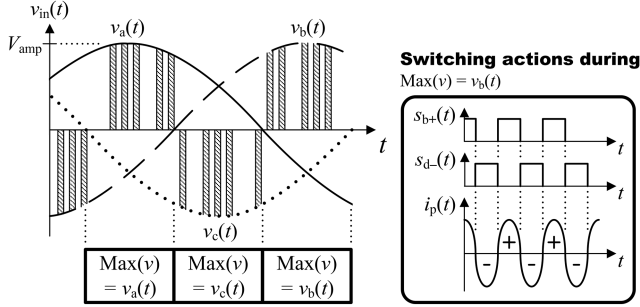 v_in(t)
V_amp
v_a(t)
v_b(t)
t
v_c(t)
Max(v) = v_a(t)
Max(v) = v_c(t)
Max(v) = v_b(t)
Switching actions during
Max(v) = v_b(t)
s_b+(t)
t
s_d–(t)
t
i_p(t)
+ +
- - -
t